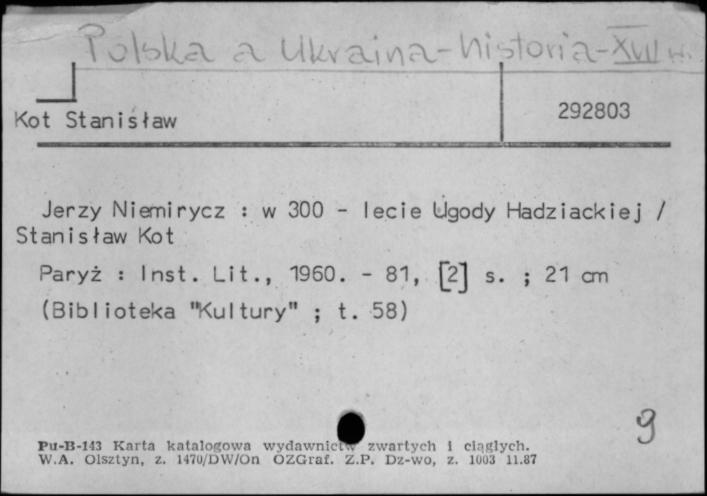 Polska a Ukraina - historia - XVII w.
Kot Stanisław
292803
Jerzy Niemirycz : w 300 - lecie Ugody Hadziackiej /
Stanisław Kot
Paryż : Inst. Lit., 1960. - 81, [2] s. ; 21 cm
(Biblioteka "Kultury" ; t. 58)
g
Pu-B-143 Karta katalogowa wydawnictw zwartych i ciągłych.
W.A. Olsztyn, z. 1470/DW/On OZGraf. Z.P. Dz-wo, z. 1003 11.87